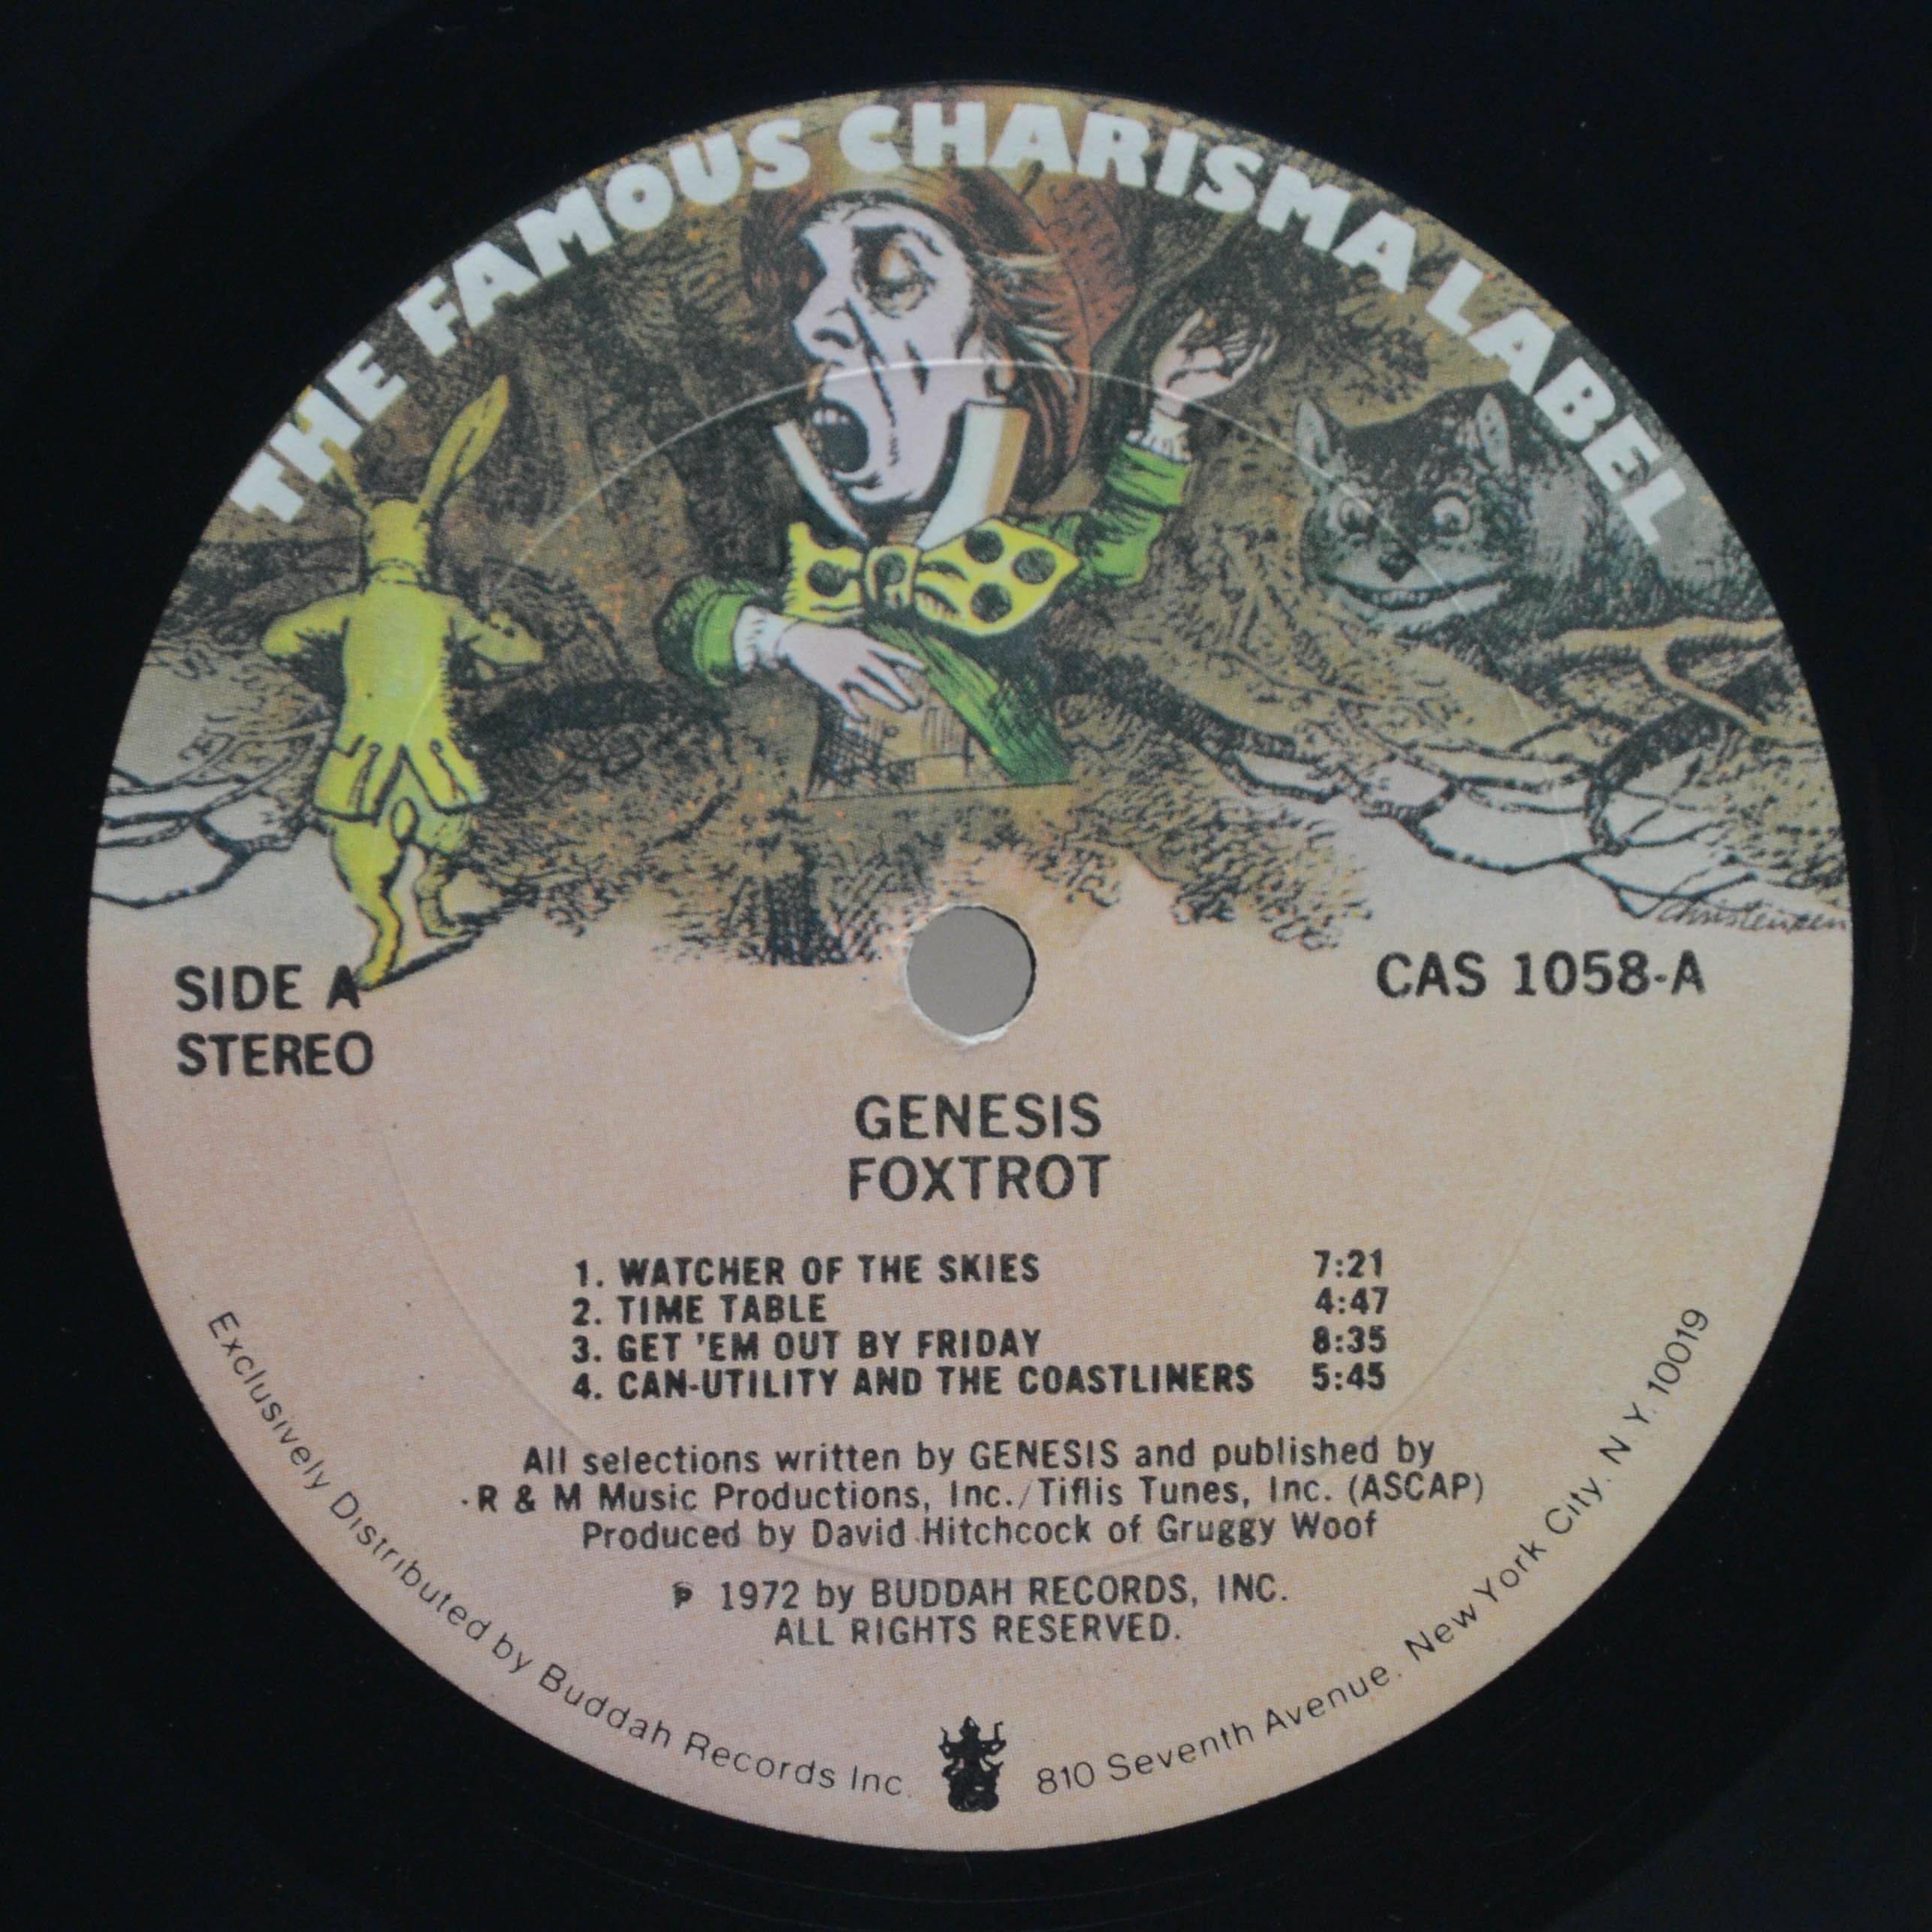 THE FAMOUS CHARISMA LABEL
Christensen
SIDE A
STEREO
CAS 1058-A
GENESIS
FOXTROT
1. WATCHER OF THE SKIES 7:21
2. TIME TABLE 4:47
3. GET 'EM OUT BY FRIDAY 8:35
4. CAN-UTILITY AND THE COASTLINERS 5:45
All selections written by GENESIS and published by
R & M Music Productions, Inc./Tiflis Tunes, Inc. (ASCAP)
Produced by David Hitchcock of Gruggy Woof
℗ 1972 by BUDDAH RECORDS, INC.
ALL RIGHTS RESERVED.
Exclusively Distributed by Buddah Records Inc. 810 Seventh Avenue. New York City. N.Y. 10019